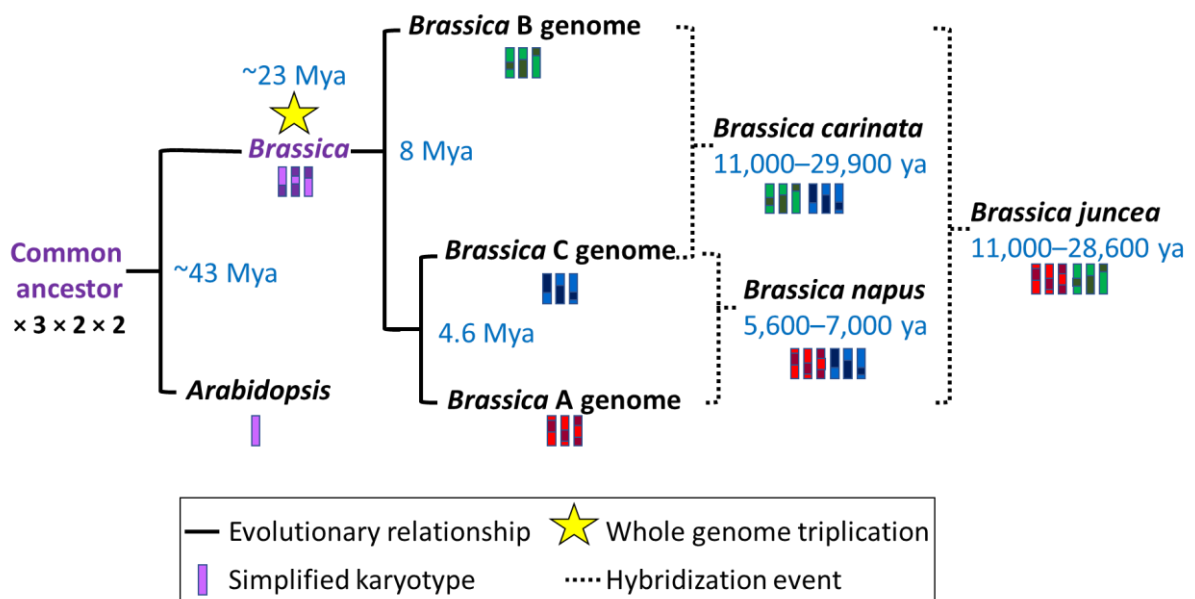 Brassica B genome
~23 Mya
Brassica
8 Mya
Brassica carinata
11,000–29,900 ya
Brassica juncea
11,000–28,600 ya
Common
ancestor
× 3 × 2 × 2
~43 Mya
Brassica C genome
Brassica napus
5,600–7,000 ya
4.6 Mya
Arabidopsis
Brassica A genome
Evolutionary relationship
Whole genome triplication
Simplified karyotype
Hybridization event